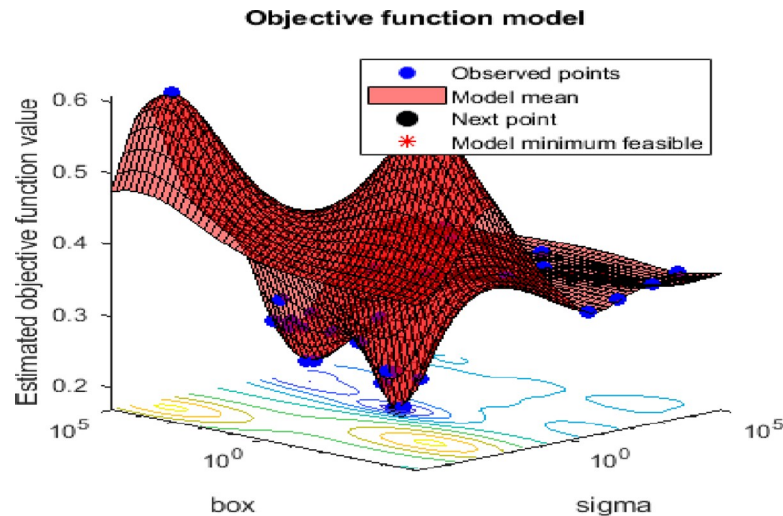 Objective function model
Observed points
Model mean
Next point
Model minimum feasible
Estimated objective function value
0.6
0.5
0.4
0.3
0.2
10^5
10^0
box
10^0
10^5
sigma